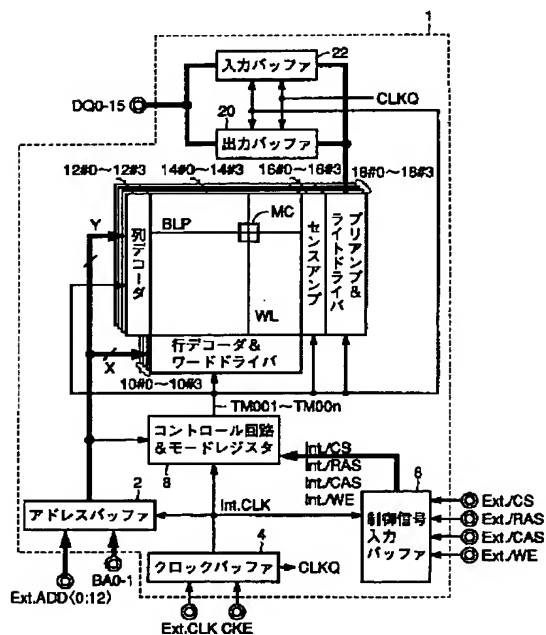 1
入力バッファ
22
DQ0-15
CLKQ
20
出力バッファ
12#0～12#3
14#0～14#3
16#0～16#3
18#0～18#3
Y
列デコーダ
BLP
MC
WL
センスアンプ
プリアンプ&
ライトドライバ
X
行デコーダ&
ワードドライバ
10#0～10#3
TM001～TM00n
コントロール回路
&モードレジスタ
8
Int./CS
Int./RAS
Int./CAS
Int./WE
6
制御信号
入力
バッファ
Ext./CS
Ext./RAS
Ext./CAS
Ext./WE
2
アドレスバッファ
Int.CLK
4
クロックバッファ
CLKQ
BA0-1
Ext.ADD<0:12>
Ext.CLK CKE